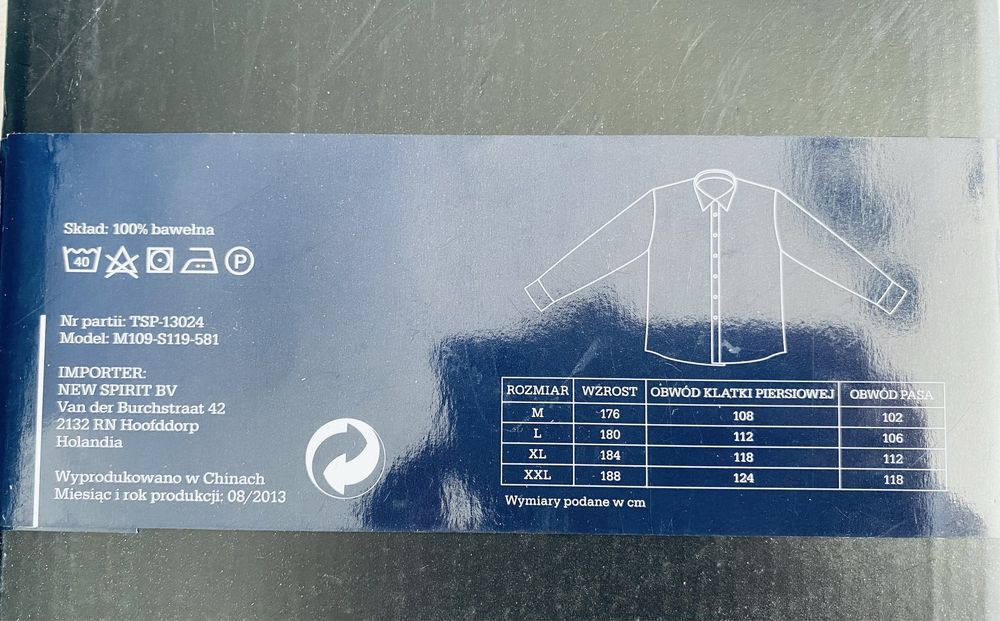 Skład: 100% bawełna
40 P
Nr partii: TSP-13024
Model: M109-S119-581
IMPORTER:
NEW SPIRIT BV
Van der Burchstraat 42
2132 RN Hoofddorp
Holandia
Wyprodukowano w Chinach
Miesiąc i rok produkcji: 08/2013
ROZMIAR WZROST OBWÓD KLATKI PIERSIOWEJ OBWÓD PASA
M 176 108 102
L 180 112 106
XL 184 118 112
XXL 188 124 118
Wymiary podane w cm